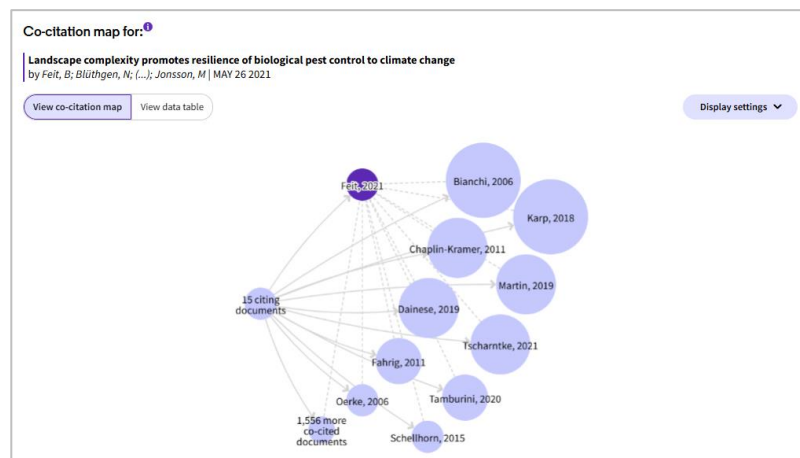 Co-citation map for:
Landscape complexity promotes resilience of biological pest control to climate change
by Feit, B; Blüthgen, N; (...); Jonsson, M | MAY 26 2021
View co-citation map
View data table
Display settings
Feit, 2021
Bianchi, 2006
Karp, 2018
Chaplin-Kramer, 2011
Martin, 2019
15 citing
documents
Dainese, 2019
Tscharntke, 2021
Fahrig, 2011
Oerke, 2006
Tamburini, 2020
1,556 more
co-cited
documents
Schellhorn, 2015